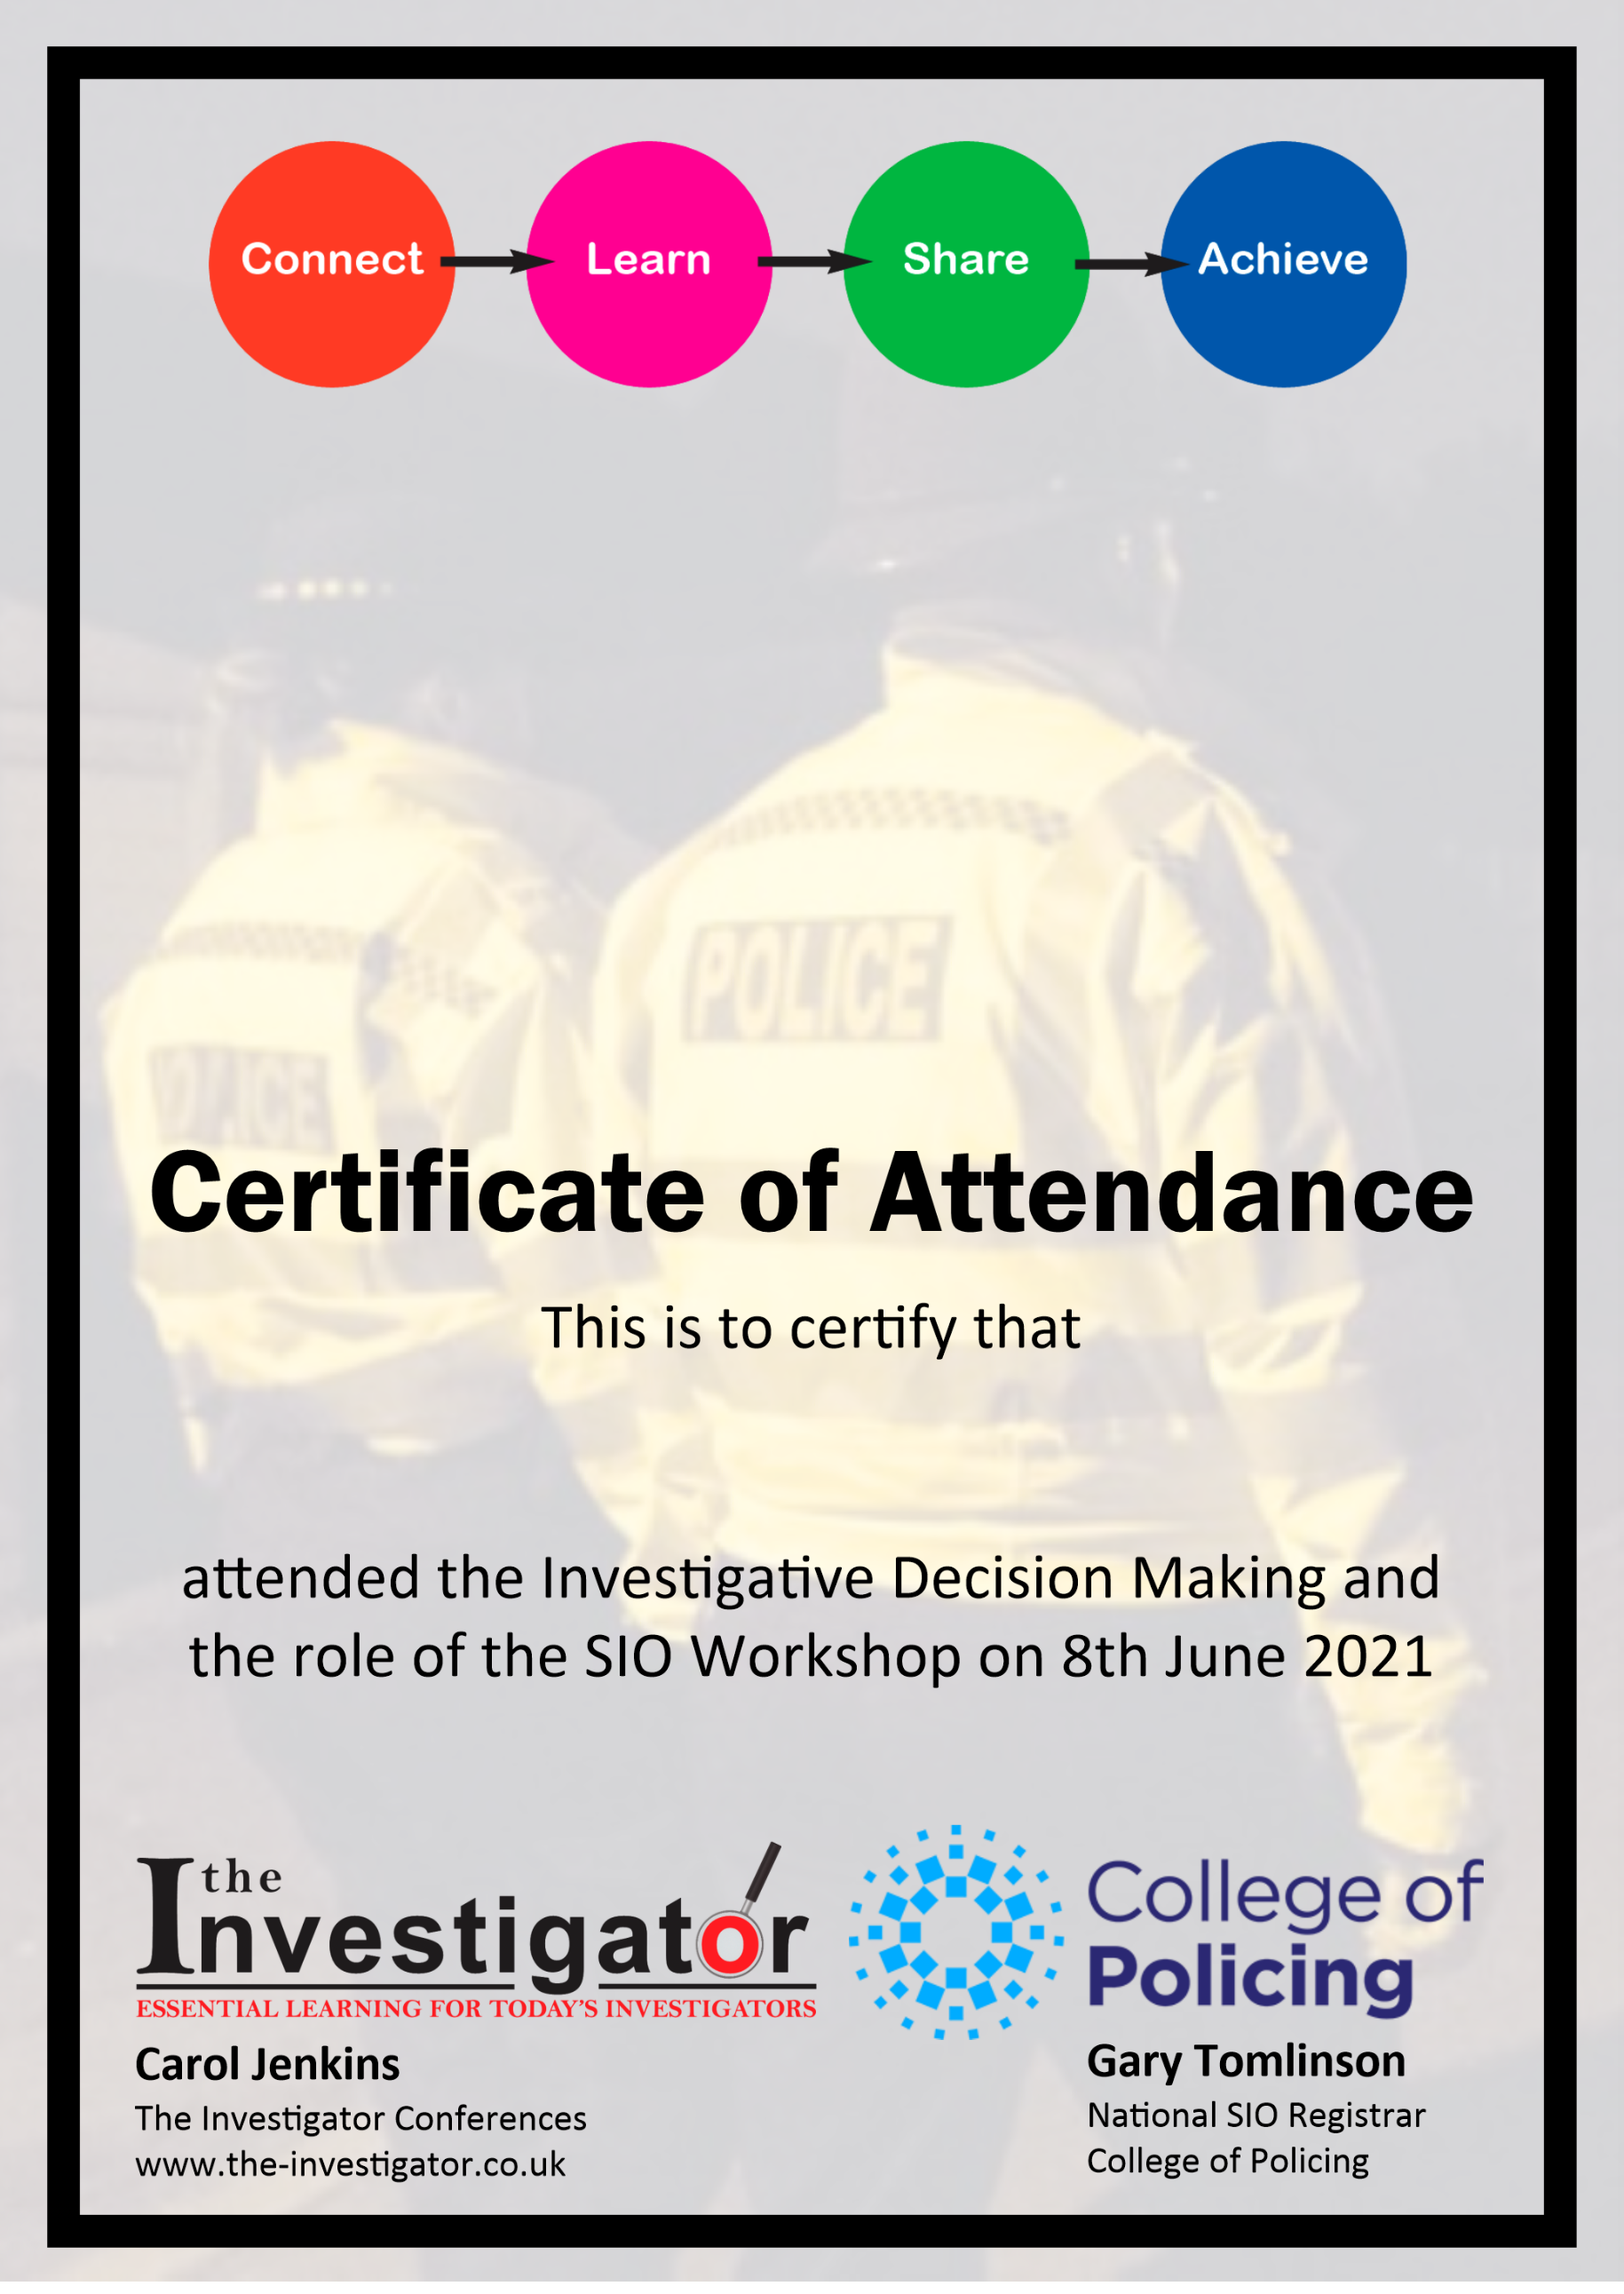 Connect Learn Share Achieve
POLICE
POLICE
Certificate of Attendance
This is to certify that
attended the Investigative Decision Making and
the role of the SIO Workshop on 8th June 2021
the
Investigator
ESSENTIAL LEARNING FOR TODAY'S INVESTIGATORS
Carol Jenkins
The Investigator Conferences
www.the-investigator.co.uk
College of
Policing
Gary Tomlinson
National SIO Registrar
College of Policing